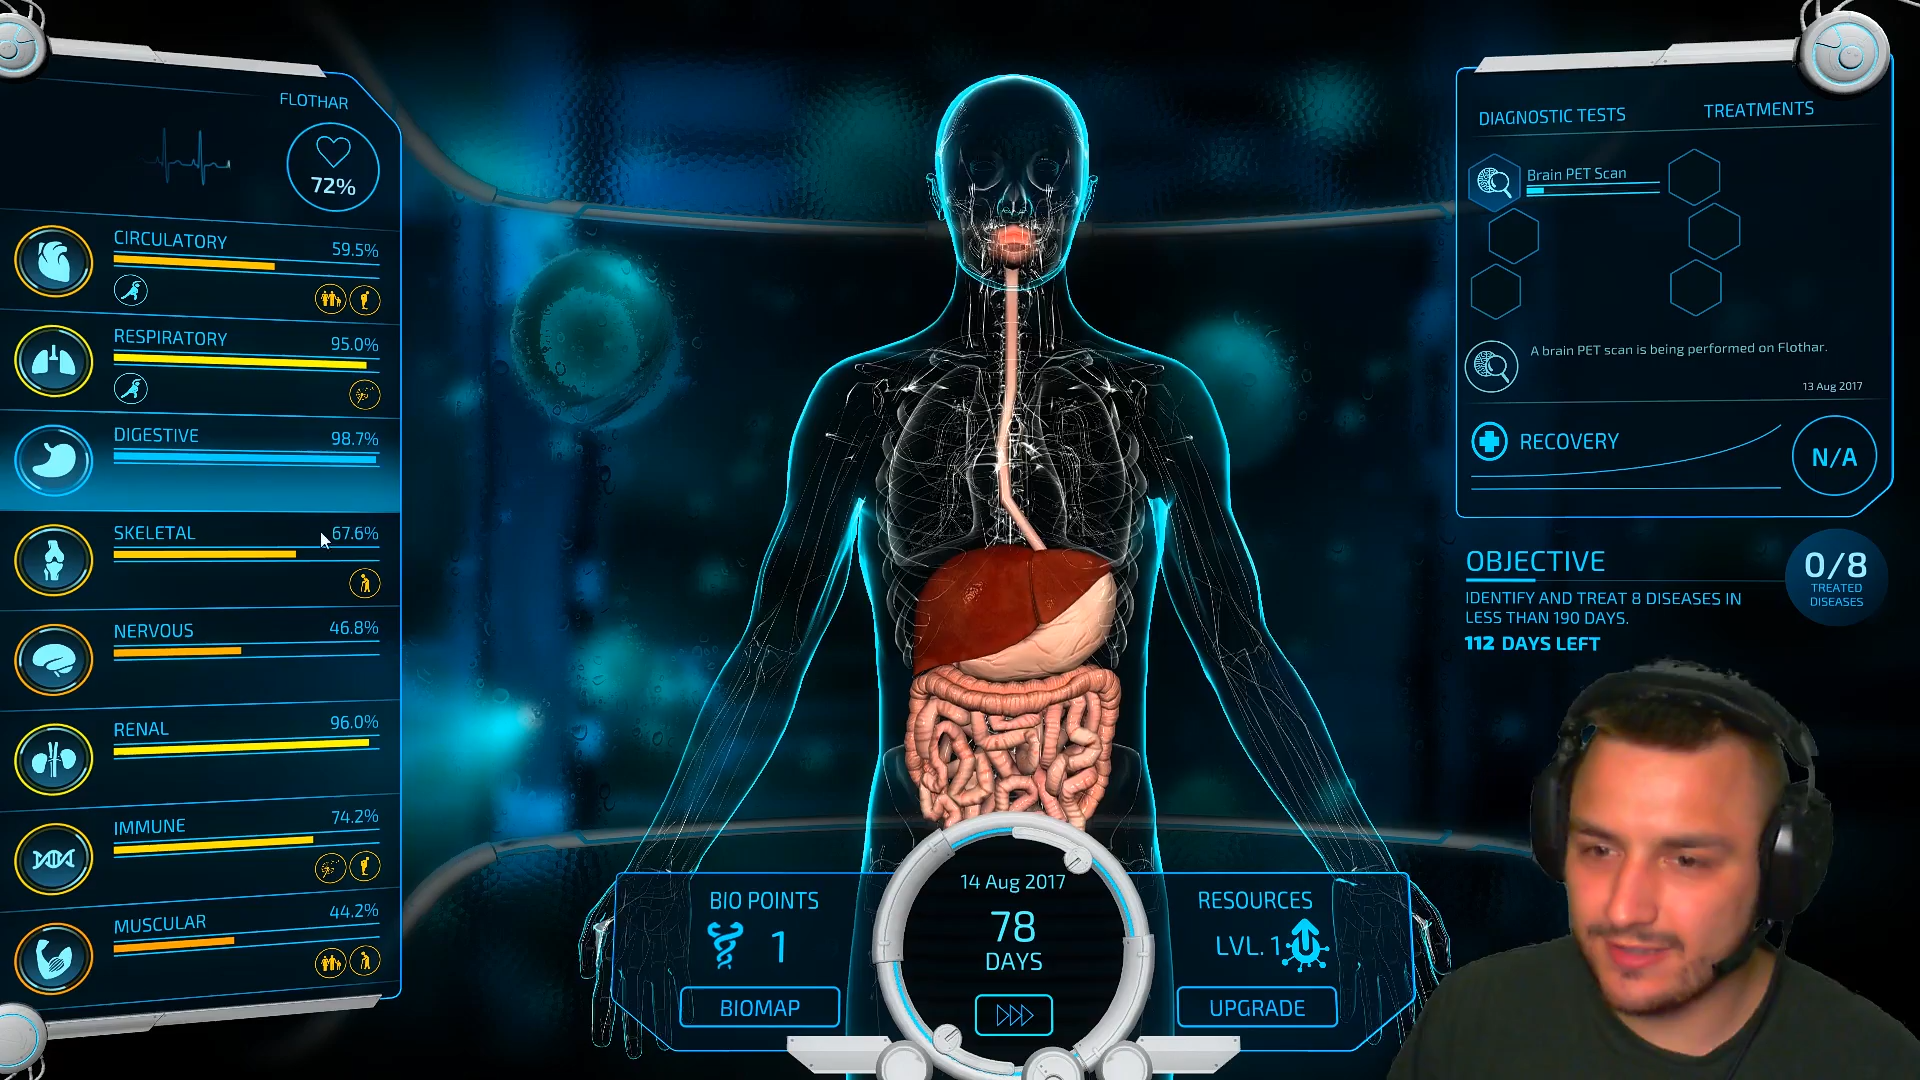 FLOTHAR
72%
CIRCULATORY 59.5%
RESPIRATORY 95.0%
DIGESTIVE 98.7%
SKELETAL 67.6%
NERVOUS 46.8%
RENAL 96.0%
IMMUNE 74.2%
MUSCULAR 44.2%
BIO POINTS
1
BIOMAP
14 Aug 2017
78
DAYS
RESOURCES
LVL. 1
UPGRADE
DIAGNOSTIC TESTS TREATMENTS
Brain PET Scan
A brain PET scan is being performed on Flothar.
13 Aug 2017
RECOVERY
N/A
OBJECTIVE
IDENTIFY AND TREAT 8 DISEASES IN
LESS THAN 190 DAYS.
112 DAYS LEFT
0/8
TREATED
DISEASES